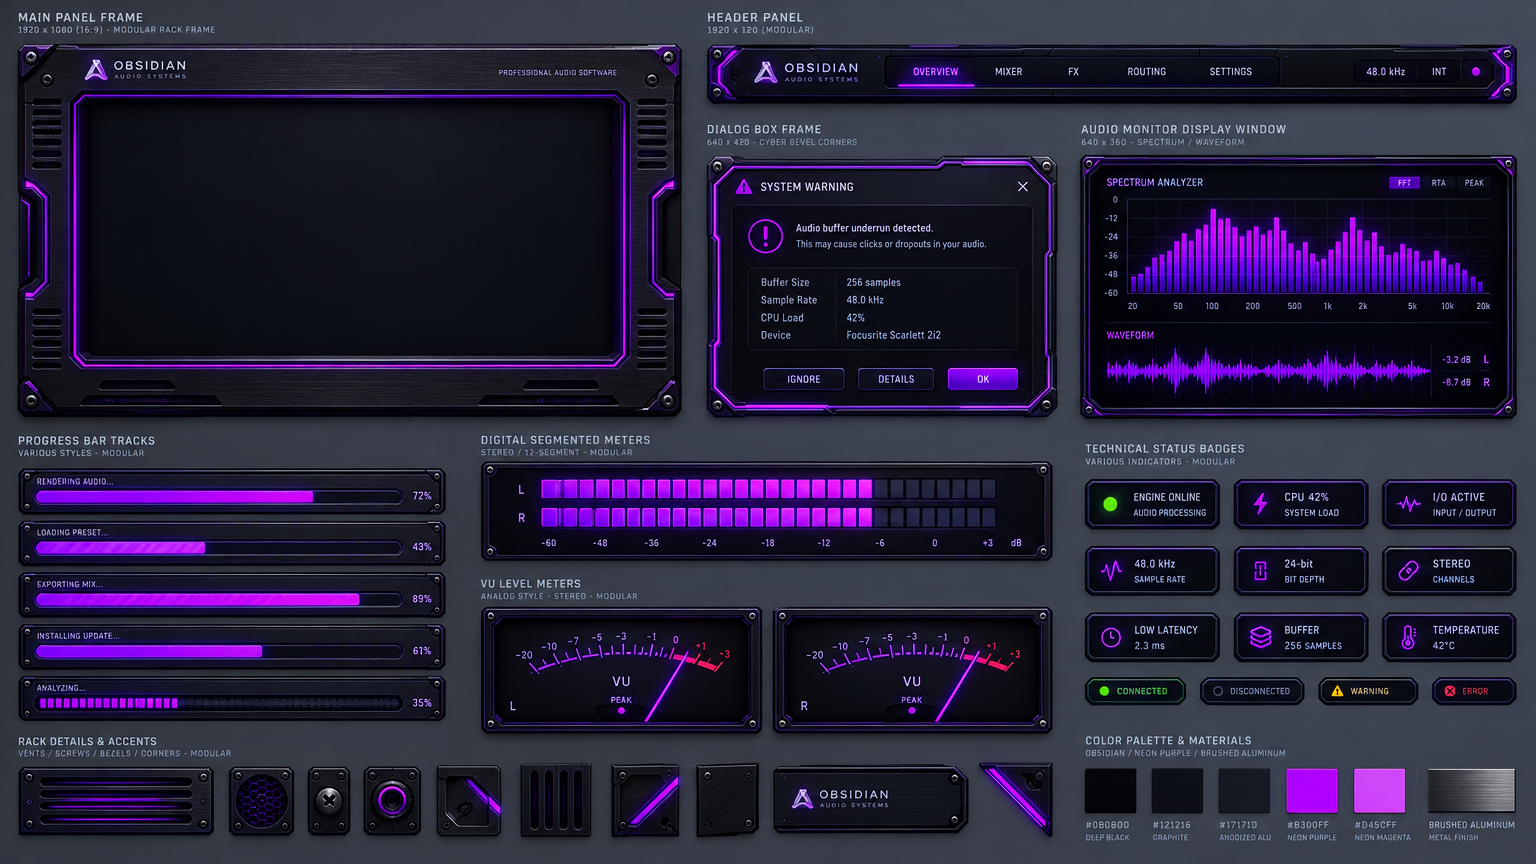 MAIN PANEL FRAME
1920 x 1080 (16:9) - MODULAR RACK FRAME
OBSIDIAN
AUDIO SYSTEMS
PROFESSIONAL AUDIO SOFTWARE
HEADER PANEL
1920 x 120 (MODULAR)
OBSIDIAN
AUDIO SYSTEMS
OVERVIEW
MIXER
FX
ROUTING
SETTINGS
48.0 kHz
INT
DIALOG BOX FRAME
640 x 420 - CYBER BEVEL CORNERS
SYSTEM WARNING
Audio buffer underrun detected.
This may cause clicks or dropouts in your audio.
Buffer Size 256 samples
Sample Rate 48.0 kHz
CPU Load 42%
Device Focusrite Scarlett 2i2
IGNORE
DETAILS
OK
AUDIO MONITOR DISPLAY WINDOW
640 x 360 - SPECTRUM / WAVEFORM
SPECTRUM ANALYZER
FFT
RTA
PEAK
0
-12
-24
-36
-48
-60
20 50 100 200 500 1k 2k 5k 10k 20k
WAVEFORM
-3.2 dB L
-6.7 dB R
PROGRESS BAR TRACKS
VARIOUS STYLES - MODULAR
RENDERING AUDIO...
72%
LOADING PRESET...
43%
EXPORTING MIX...
89%
INSTALLING UPDATE...
61%
ANALYZING...
35%
DIGITAL SEGMENTED METERS
STEREO / 12-SEGMENT - MODULAR
L
R
-60 -48 -36 -24 -18 -12 -6 0 +3 dB
VU LEVEL METERS
ANALOG STYLE - STEREO - MODULAR
-20 -10 -7 -5 -3 -1 0 +1 +3
VU
PEAK
L
-20 -10 -7 -5 -3 -1 0 +1 +3
VU
PEAK
R
TECHNICAL STATUS BADGES
VARIOUS INDICATORS - MODULAR
ENGINE ONLINE
AUDIO PROCESSING
CPU 42%
SYSTEM LOAD
I/O ACTIVE
INPUT / OUTPUT
48.0 kHz
SAMPLE RATE
24-bit
BIT DEPTH
STEREO
CHANNELS
LOW LATENCY
2.3 ms
BUFFER
256 SAMPLES
TEMPERATURE
42°C
CONNECTED
DISCONNECTED
WARNING
ERROR
RACK DETAILS & ACCENTS
VENTS / SCREWS / BEZELS / CORNERS - MODULAR
OBSIDIAN
AUDIO SYSTEMS
COLOR PALETTE & MATERIALS
OBSIDIAN / NEON PURPLE / BRUSHED ALUMINUM
#0B0B0D
DEEP BLACK
#121216
GRAPHITE
#17171D
ANODIZED ALU
#B300FF
NEON PURPLE
#D45CFF
NEON MAGENTA
BRUSHED ALUMINUM
METAL FINISH